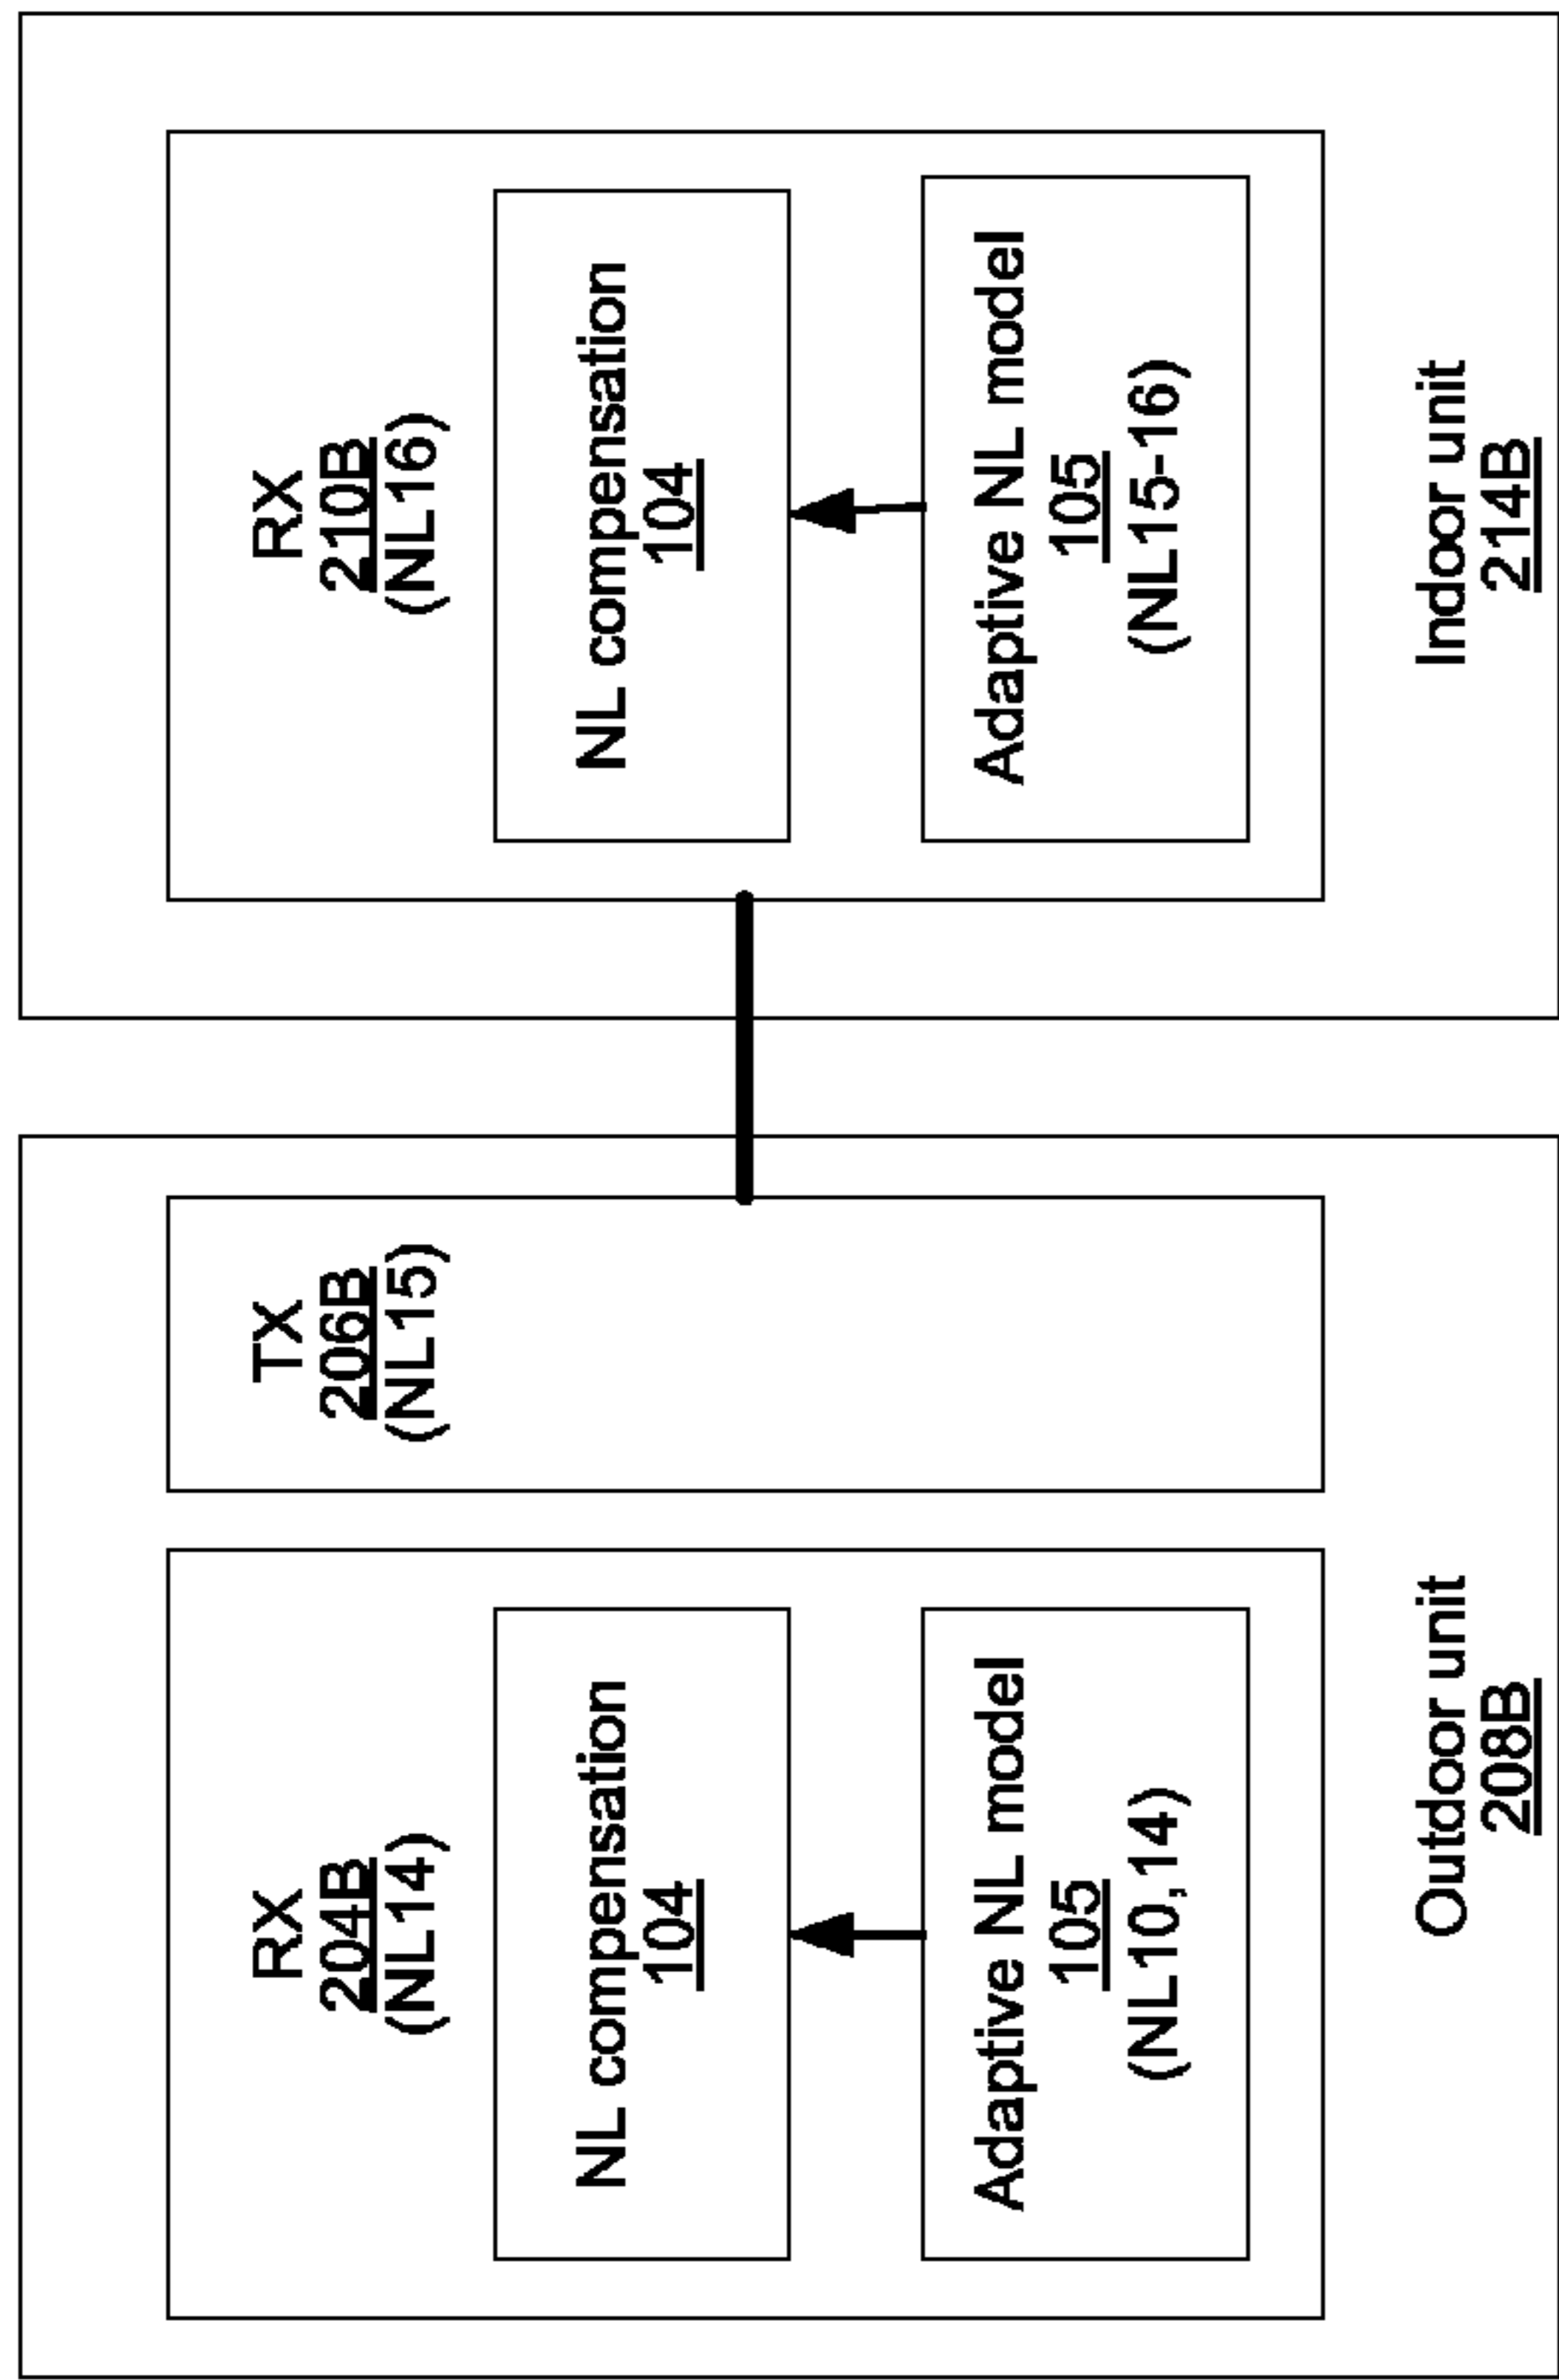 RX
204B
(NL14)
NL compensation
104
Adaptive NL model
105
(NL10,14)
TX
206B
(NL15)
Outdoor unit
208B
RX
210B
(NL16)
NL compensation
104
Adaptive NL model
105
(NL15-16)
Indoor unit
214B